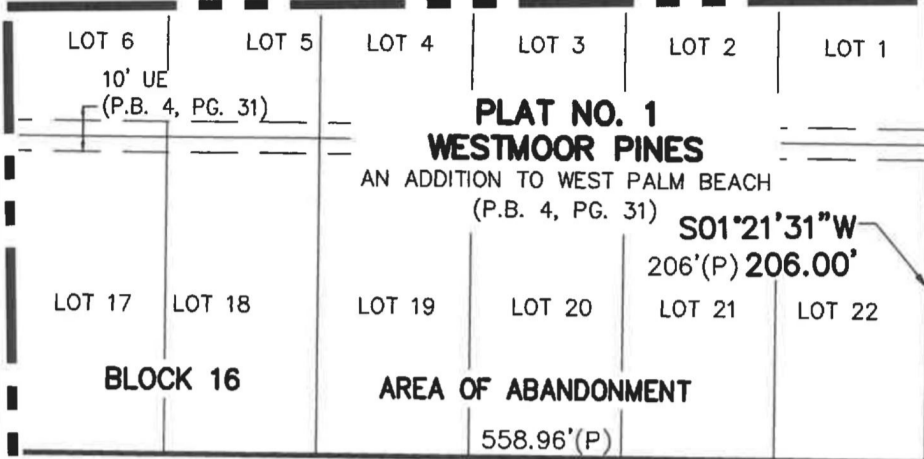 LOT 6 LOT 5 LOT 4 LOT 3 LOT 2 LOT 1
10' UE
(P.B. 4, PG. 31)
PLAT NO. 1
WESTMOOR PINES
AN ADDITION TO WEST PALM BEACH
(P.B. 4, PG. 31)
S01°21'31"W
206'(P) 206.00'
LOT 17 LOT 18 LOT 19 LOT 20 LOT 21 LOT 22
BLOCK 16 AREA OF ABANDONMENT
558.96'(P)